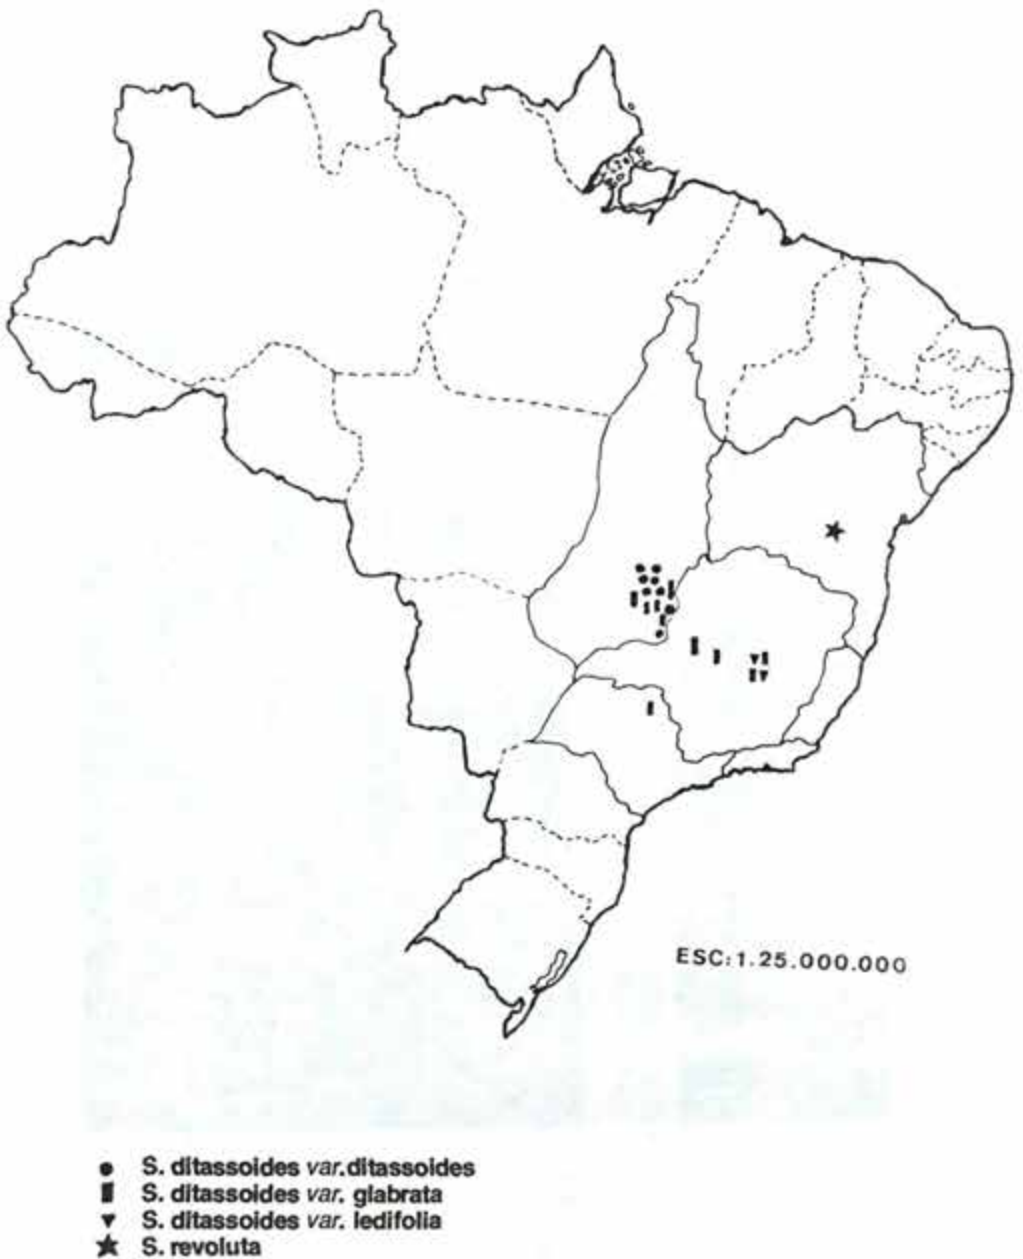 ESC:1.25.000.000
S. ditassoides var.ditassoides
S. ditassoides var. glabrata
S. ditassoides var. ledifolia
S. revoluta